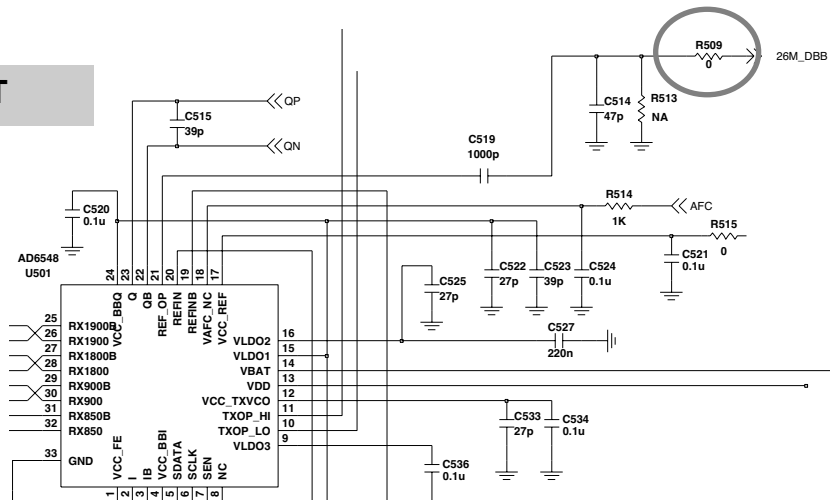 T
R509
0
26M_DBB
C514
47p
R513
NA
C515
39p
QP
QN
C519
1000p
R514
1K
AFC
R515
0
C520
0.1u
C521
0.1u
C522
27p
C523
39p
C524
0.1u
C525
27p
AD6548
U501
24
23
22
21
20
19
18
17
VCC_BBQ
Q
QB
REF_OP
REFIN
REFINB
VAFC_NC
VCC_REF
25
RX1900B
26
RX1900
27
RX1800B
28
RX1800
29
RX900B
30
RX900
31
RX850B
32
RX850
33
GND
VLDO2
16
VLDO1
15
VBAT
14
VDD
13
VCC_TXVCO
12
TXOP_HI
11
TXOP_LO
10
VLDO3
9
C527
220n
C533
27p
C534
0.1u
C536
0.1u
VCC_FE
I
IB
VCC_BBI
SDATA
SCLK
SEN
NC
1
2
3
4
5
6
7
8